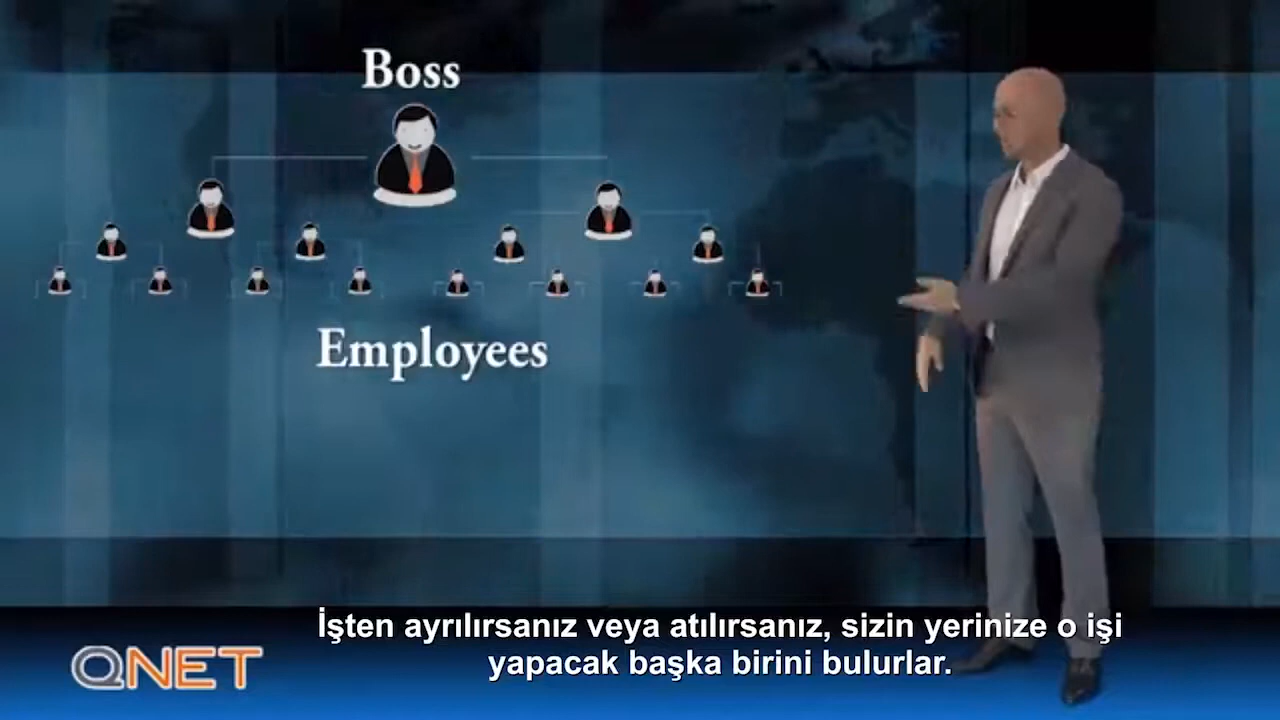 Boss
Employees
İşten ayrılırsanız veya atılırsanız, sizin yerinize o işi
yapacak başka birini bulurlar.
QNET